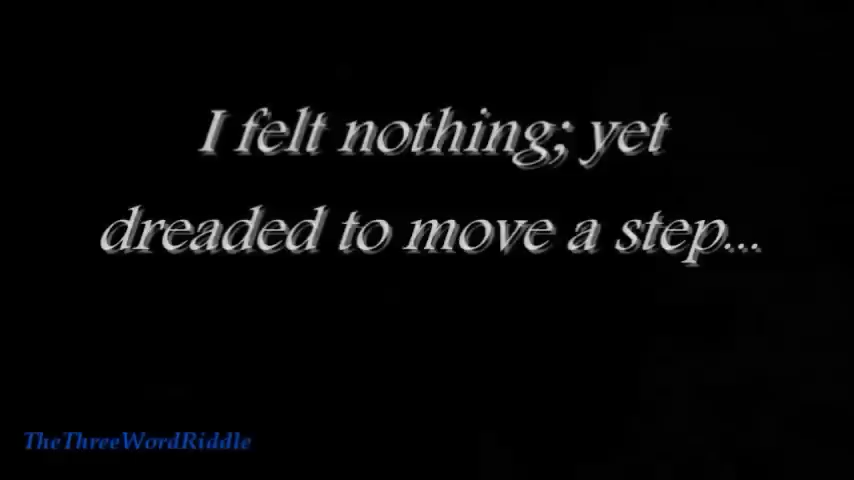 I felt nothing; yet
dreaded to move a step...
TheThreeWordRiddle